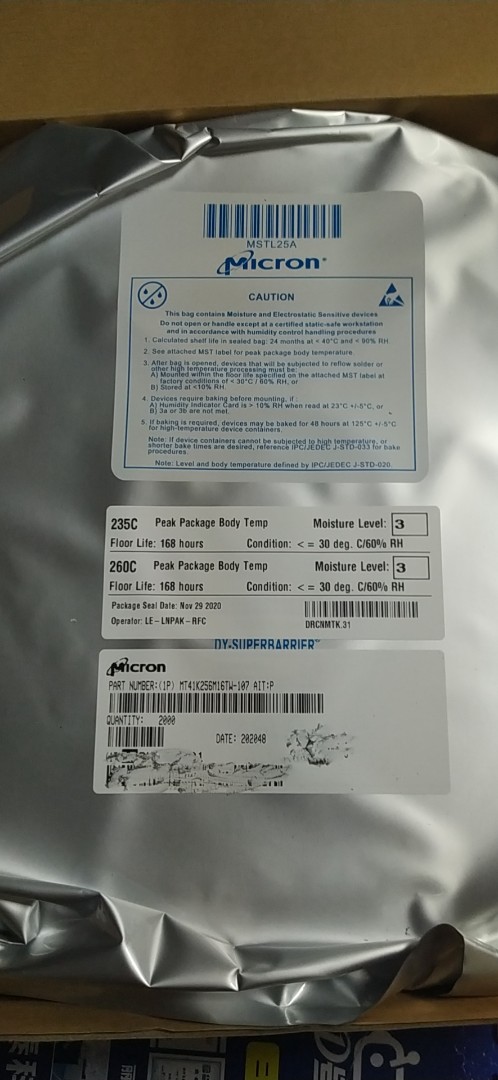 MSTL25A
Micron®
CAUTION
This bag contains Moisture and Electrostatic Sensitive devices
Do not open or handle except at a certified static-safe workstation
and in accordance with humidity control handling procedures
1. Calculated shelf life in sealed bag: 24 months at < 40°C and < 90% RH.
2. See attached MST label for peak package body temperature.
3. After bag is opened, devices that will be subjected to reflow solder or
other high temperature processing must be:
A) Mounted within the floor life specified on the attached MST label at
factory conditions of < 30°C / 60% RH, or
B) Stored at <10% RH.
4. Devices require baking before mounting, if :
A) Humidity Indicator Card is > 10% RH when read at 23°C +/-5°C, or
B) 3a or 3b are not met.
5. If baking is required, devices may be baked for 48 hours at 125°C +/-5°C
for high-temperature device containers.
Note: If device containers cannot be subjected to high temperature, or
shorter bake times are desired, reference IPC/JEDEC J-STD-033 for bake
procedures.
Note: Level and body temperature defined by IPC/JEDEC J-STD-020.
235C Peak Package Body Temp Moisture Level: 3
Floor Life: 168 hours Condition: < = 30 deg. C/60% RH
260C Peak Package Body Temp Moisture Level: 3
Floor Life: 168 hours Condition: < = 30 deg. C/60% RH
Package Seal Date: Nov 29 2020
Operator: LE-LNPAK-RFC
DRCNMTK.31
DY-SUPERBARRIER™
Micron
PART NUMBER:(1P) MT41K256M16TW-107 AIT:P
QUANTITY: 2000
DATE: 202048